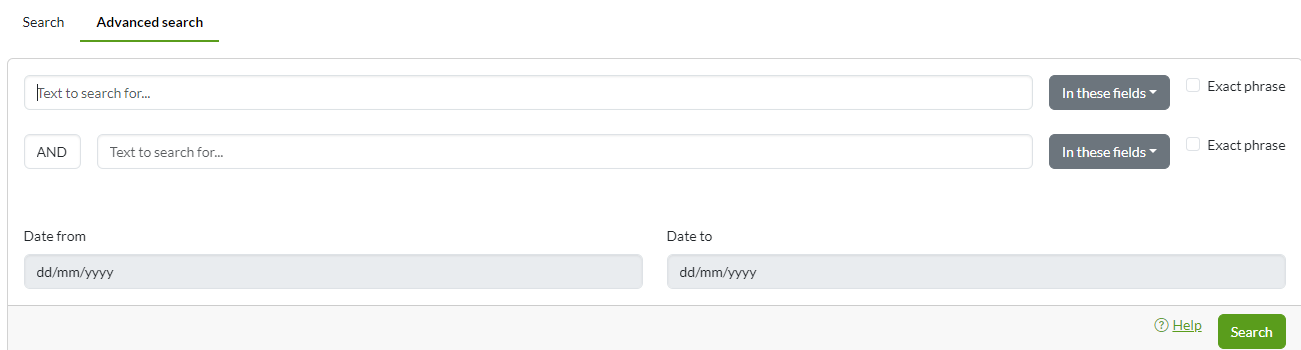 Search Advanced search
Text to search for... In these fields Exact phrase
AND Text to search for... In these fields Exact phrase
Date from Date to
dd/mm/yyyy dd/mm/yyyy
Help Search